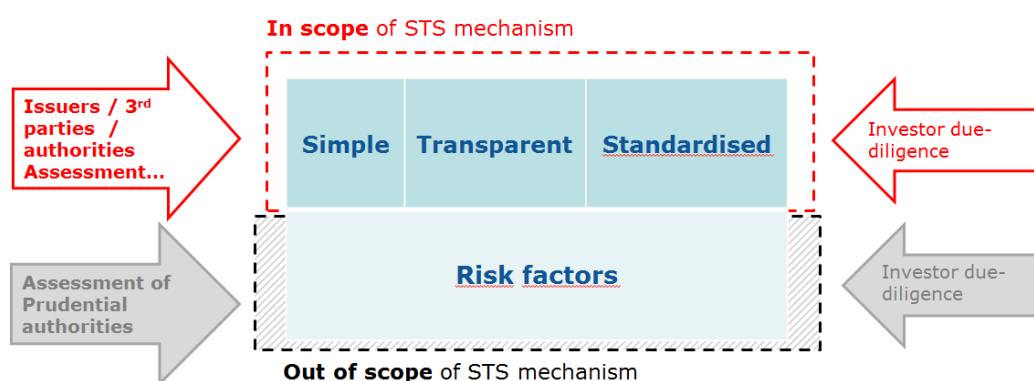 In scope of STS mechanism
Issuers / 3rd
parties /
authorities
Assessment...
Simple
Transparent
Standardised
Investor due-
diligence
Assessment of
Prudential
authorities
Risk factors
Investor due-
diligence
Out of scope of STS mechanism